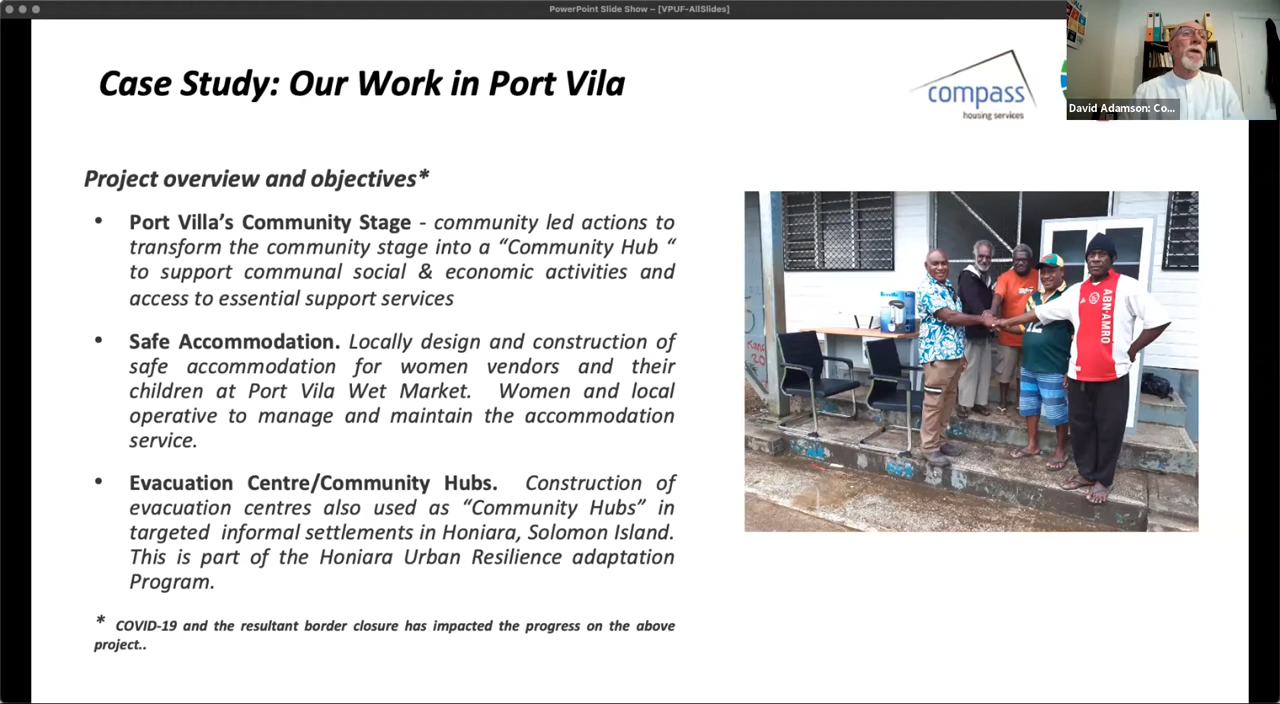 PowerPoint Slide Show – [VPUF-AllSlides]
Case Study: Our Work in Port Vila
compass
housing services
David Adamson: Co...
Project overview and objectives*
• Port Villa’s Community Stage - community led actions to
transform the community stage into a “Community Hub “
to support communal social & economic activities and
access to essential support services
• Safe Accommodation. Locally design and construction of
safe accommodation for women vendors and their
children at Port Vila Wet Market. Women and local
operative to manage and maintain the accommodation
service.
• Evacuation Centre/Community Hubs. Construction of
evacuation centres also used as “Community Hubs” in
targeted informal settlements in Honiara, Solomon Island.
This is part of the Honiara Urban Resilience adaptation
Program.
* COVID-19 and the resultant border closure has impacted the progress on the above
project..
ABN·AMRO